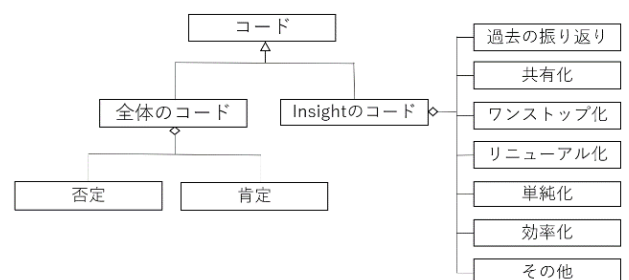 コード
全体のコード
Insightのコード
否定
肯定
過去の振り返り
共有化
ワンストップ化
リニューアル化
単純化
効率化
その他